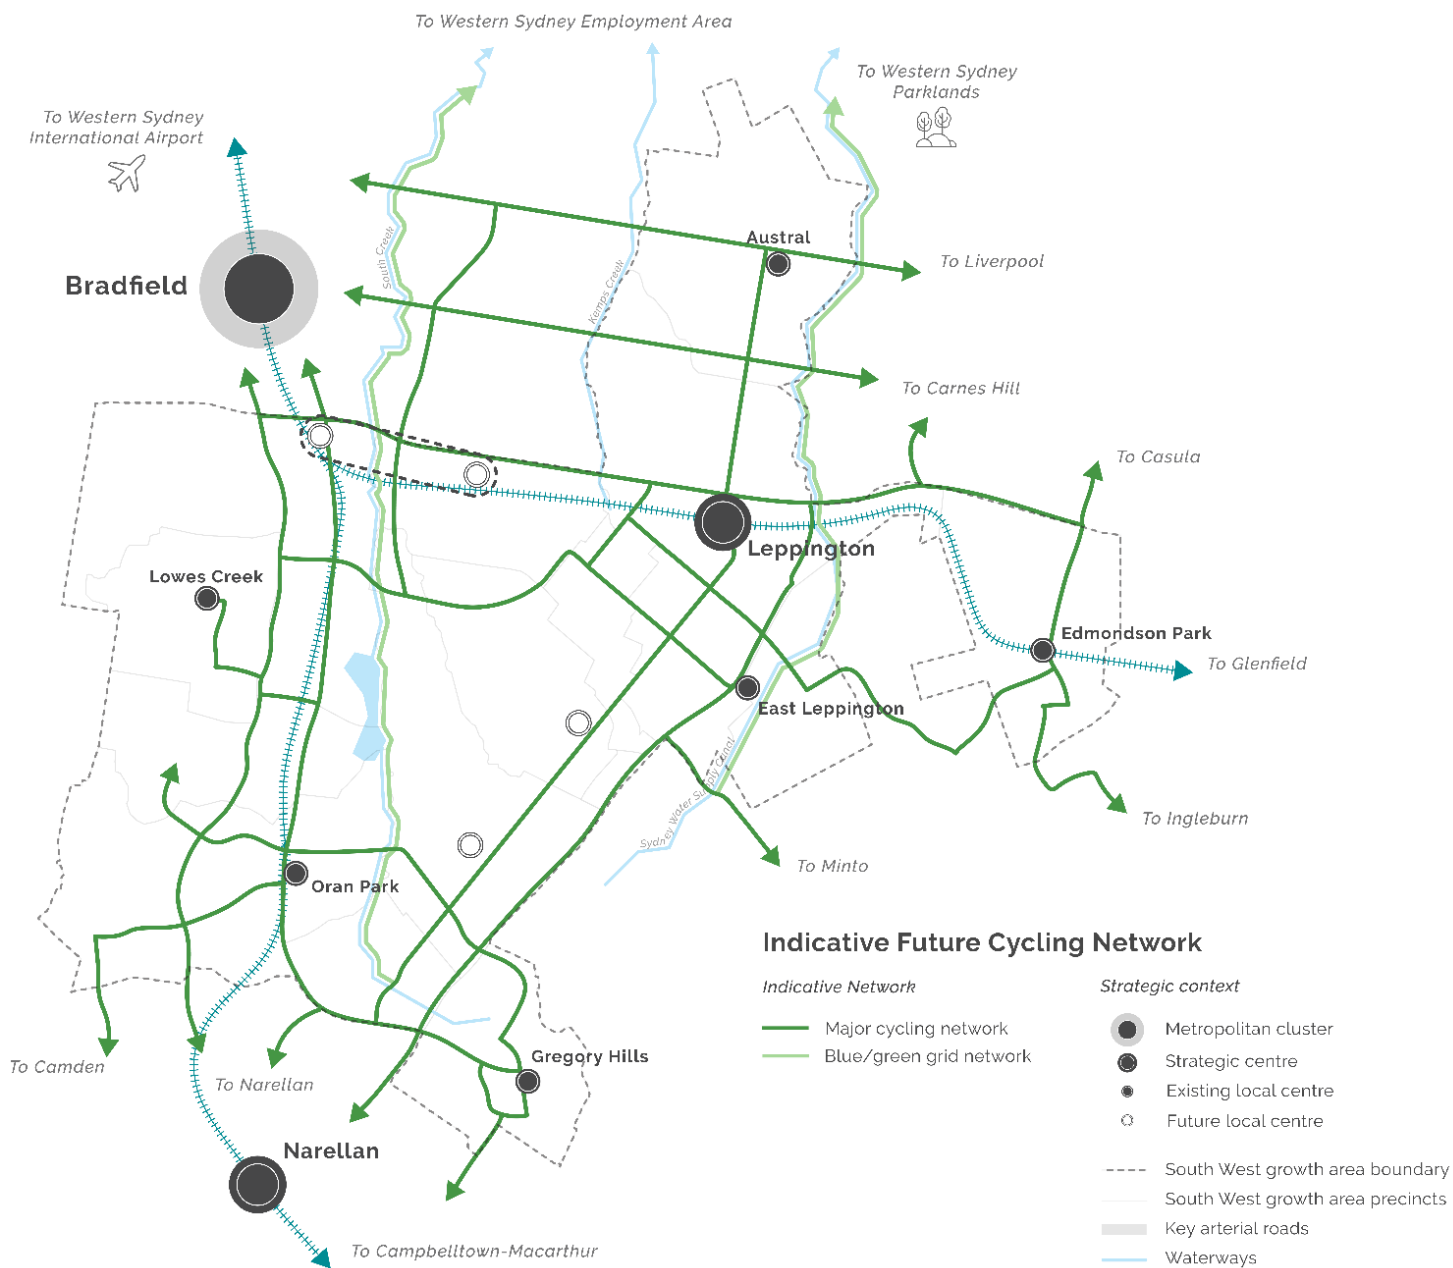 To Western Sydney Employment Area
To Western Sydney
Parklands
To Western Sydney
International Airport
Austral
To Liverpool
South Creek
Kemps Creek
Bradfield
To Carnes Hill
To Casula
Leppington
Lowes Creek
Edmondson Park
To Glenfield
East Leppington
Sydney Water Supply Canal
To Ingleburn
To Minto
Oran Park
Indicative Future Cycling Network
Indicative Network
Major cycling network
Blue/green grid network
Strategic context
Metropolitan cluster
Strategic centre
Existing local centre
Future local centre
South West growth area boundary
South West growth area precincts
Key arterial roads
Waterways
To Camden
To Narellan
Gregory Hills
Narellan
To Campbelltown-Macarthur